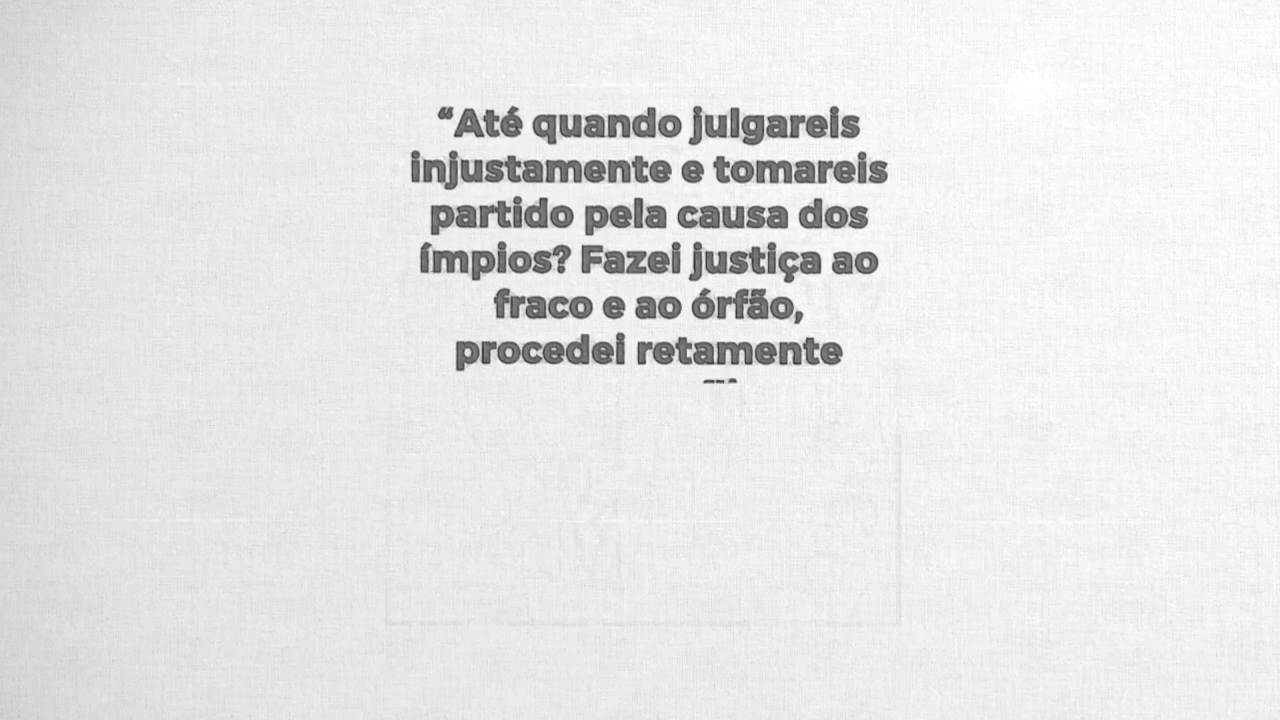 “Até quando julgareis
injustamente e tomareis
partido pela causa dos
ímpios? Fazei justiça ao
fraco e ao órfão,
procedei retamente